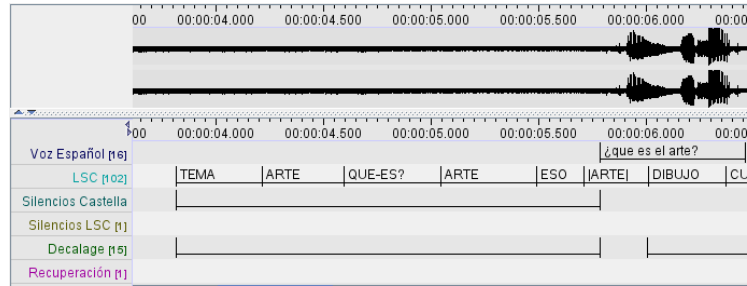 00 00:00:04.000 00:00:04.500 00:00:05.000 00:00:05.500 00:00:06.000 00:0
00 00:00:04.000 00:00:04.500 00:00:05.000 00:00:05.500 00:00:06.000 00:0
Voz Español [16] ¿que es el arte?
LSC [102] TEMA ARTE QUE-ES? ARTE ESO |ARTE| DIBUJO CU
Silencios Castella
Silencios LSC [1]
Decalage [15]
Recuperación [1]